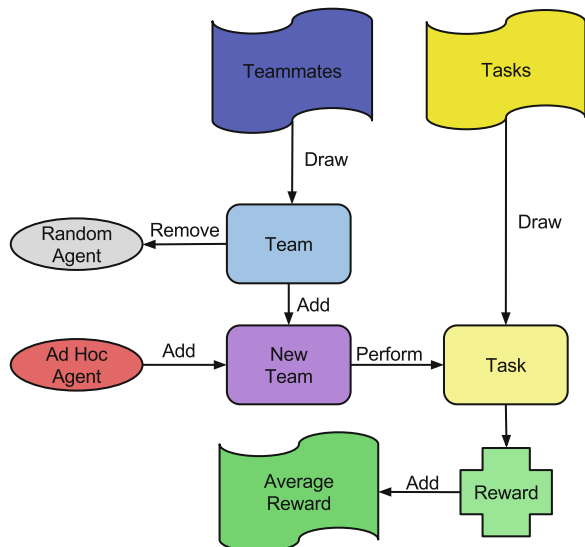 Teammates
Tasks
Draw
Draw
Random
Agent
Remove
Team
Add
Ad Hoc
Agent
Add
New
Team
Perform
Task
Average
Reward
Add
Reward